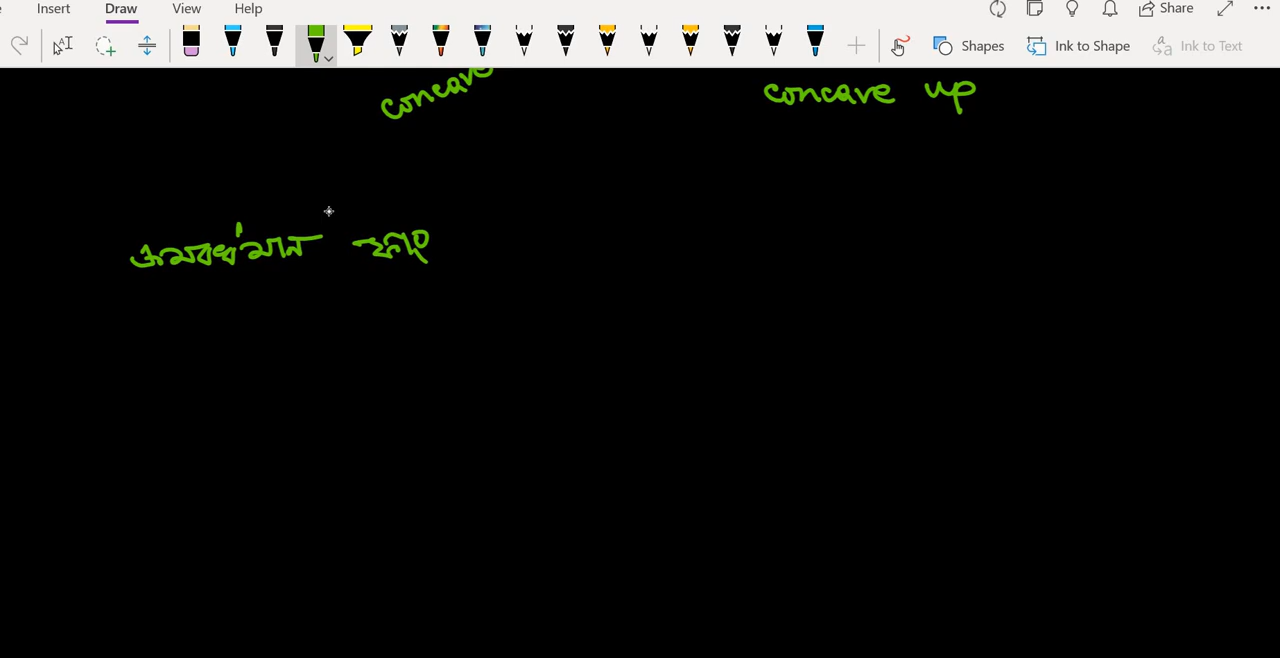 Insert Draw View Help Share
Shapes Ink to Shape Ink to Text
concave concave up
ক্রমবর্ধমান